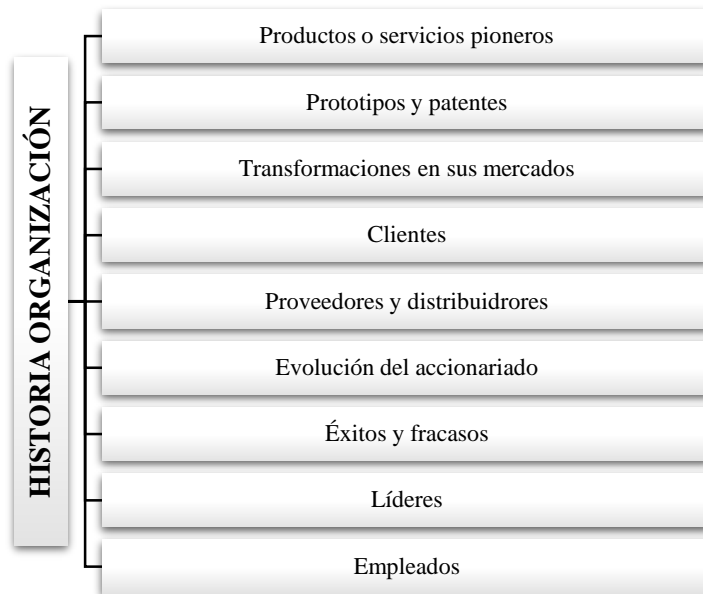 HISTORIA ORGANIZACIÓN
Productos o servicios pioneros
Prototipos y patentes
Transformaciones en sus mercados
Clientes
Proveedores y distribuidrores
Evolución del accionariado
Éxitos y fracasos
Líderes
Empleados